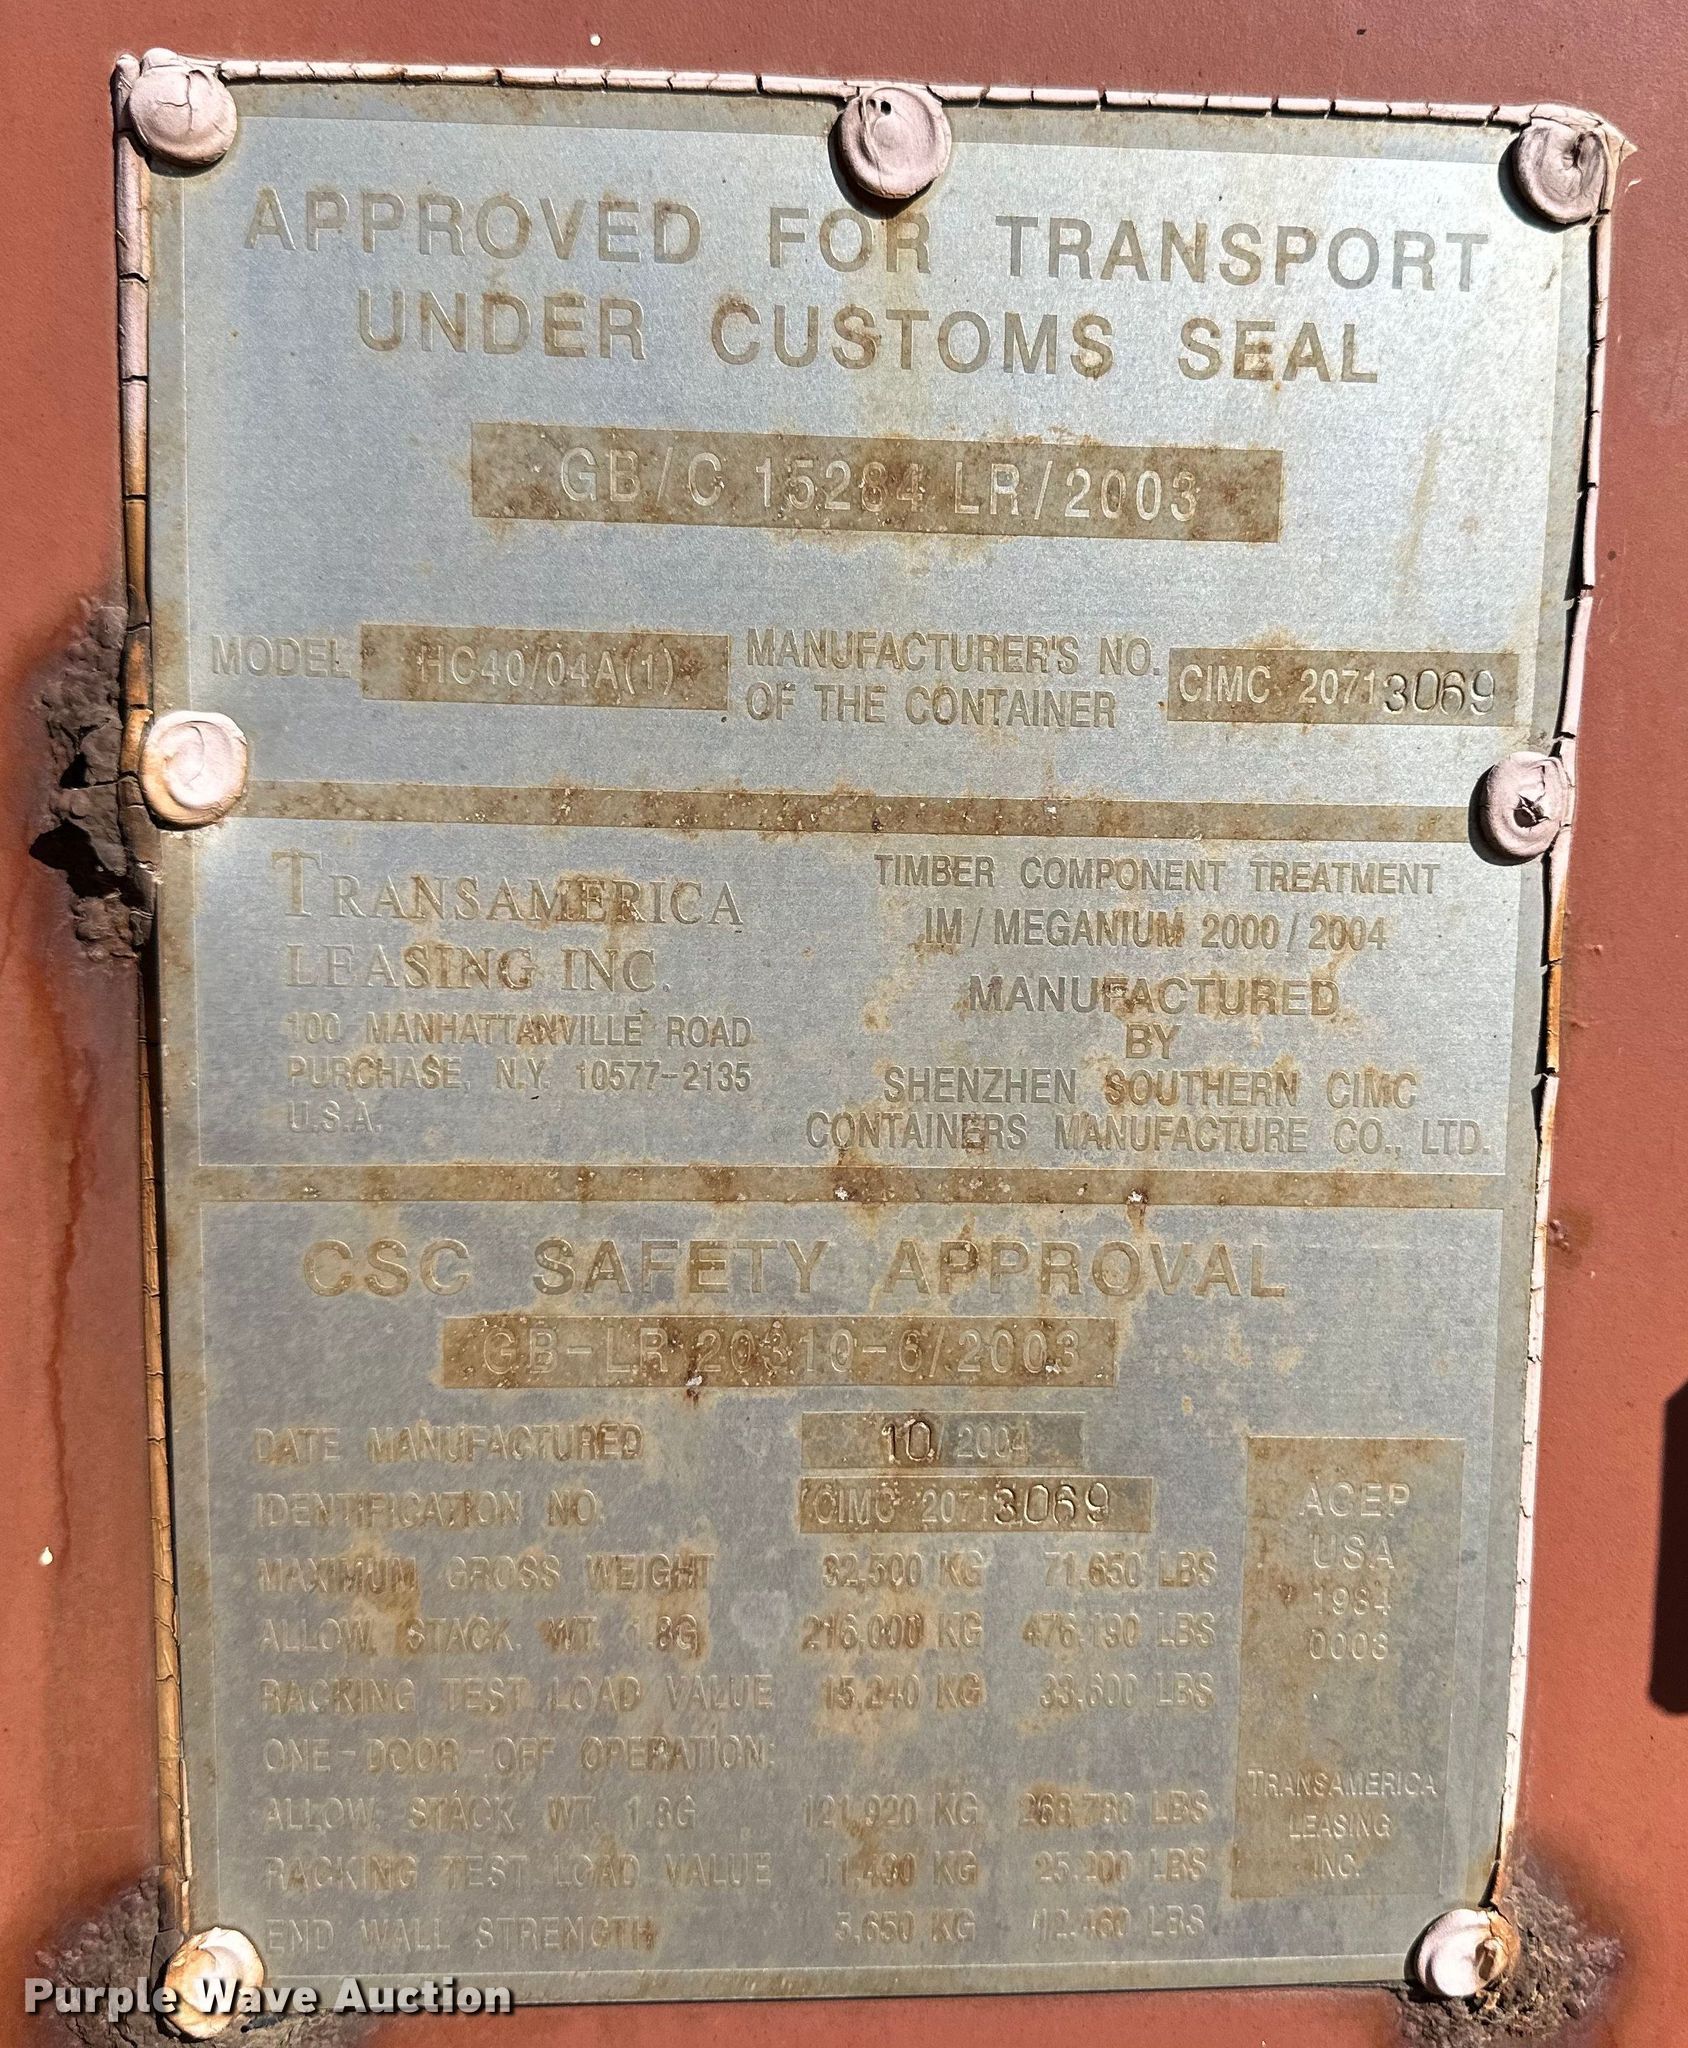 APPROVED FOR TRANSPORT
UNDER CUSTOMS SEAL
GB/C 15284 LR/2003
MODEL HC40/04A(1) MANUFACTURER'S NO. OF THE CONTAINER CIMC 20713069
TRANSAMERICA
LEASING INC.
100 MANHATTANVILLE ROAD
PURCHASE, N.Y. 10577-2135
U.S.A.
TIMBER COMPONENT TREATMENT
IM/MEGANIUM 2000/2004
MANUFACTURED
BY
SHENZHEN SOUTHERN CIMC
CONTAINERS MANUFACTURE CO., LTD.
CSC SAFETY APPROVAL
GB-LR 20310-6/2003
DATE MANUFACTURED 10/2004
IDENTIFICATION NO. CIMC 20713069
MAXIMUM GROSS WEIGHT 32,500 KG 71,650 LBS
ALLOW. STACK. WT. 1.8G 216,000 KG 476,190 LBS
RACKING TEST LOAD VALUE 15,240 KG 33,600 LBS
ONE-DOOR-OFF OPERATION:
ALLOW. STACK. WT. 1.8G 121,920 KG 268,780 LBS
RACKING TEST LOAD VALUE 11,430 KG 25,200 LBS
END WALL STRENGTH 5,650 KG 12,460 LBS
ACEP
USA
1984
0003
TRANSAMERICA
LEASING
INC.
Purple Wave Auction